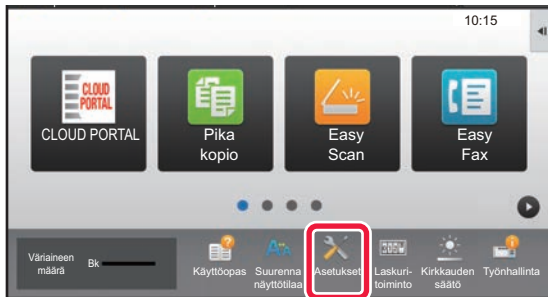 10:15
CLOUD
PORTAL
CLOUD PORTAL
Pika
kopio
Easy
Scan
Easy
Fax
Väriaineen
määrä
Bk
Käyttöopas
Suurenna
näyttötilaa
Asetukset
Laskuri-
toiminto
Kirkkauden
säätö
Työnhallinta